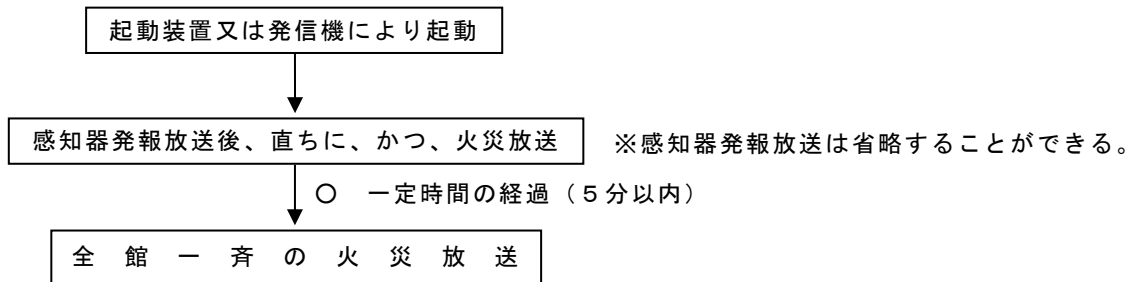 起動装置又は発信機により起動
感知器発報放送後、直ちに、かつ、火災放送
※感知器発報放送は省略することができる。
○　一定時間の経過（５分以内）
全館一斉の火災放送